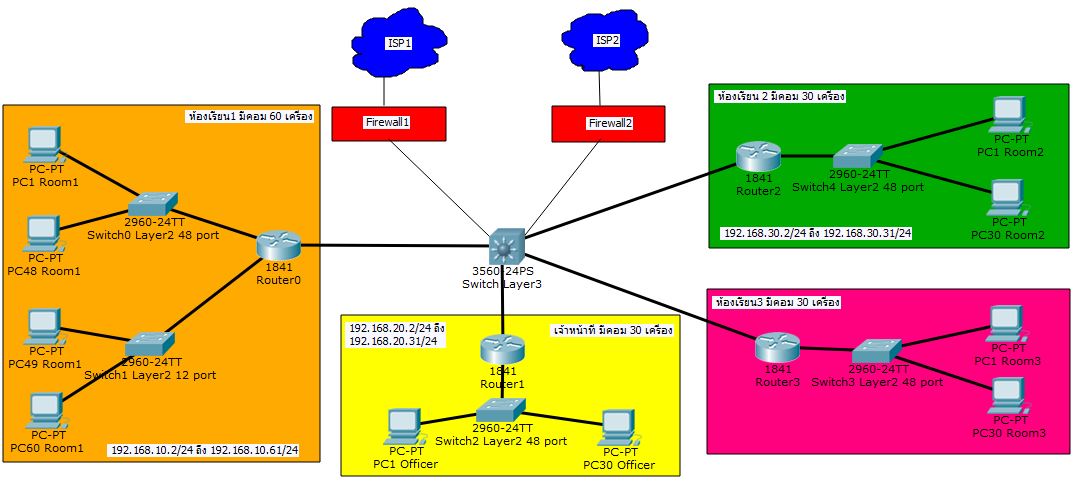 ISP1
ISP2
Firewall1
Firewall2
ห้องเรียน1 มีคอม 60 เครื่อง
PC-PT
PC1 Room1
2960-24TT
Switch0 Layer2 48 port
PC-PT
PC48 Room1
1841
Router0
PC-PT
PC49 Room1
2960-24TT
Switch1 Layer2 12 port
PC-PT
PC60 Room1
192.168.10.2/24 ถึง 192.168.10.61/24
3560-24PS
Switch Layer3
192.168.20.2/24 ถึง
192.168.20.31/24
เจ้าหน้าที่ มีคอม 30 เครื่อง
1841
Router1
2960-24TT
Switch2 Layer2 48 port
PC-PT
PC1 Officer
PC-PT
PC30 Officer
ห้องเรียน 2 มีคอม 30 เครื่อง
PC-PT
PC1 Room2
1841
Router2
2960-24TT
Switch4 Layer2 48 port
PC-PT
PC30 Room2
192.168.30.2/24 ถึง 192.168.30.31/24
ห้องเรียน3 มีคอม 30 เครื่อง
PC-PT
PC1 Room3
1841
Router3
2960-24TT
Switch3 Layer2 48 port
PC-PT
PC30 Room3